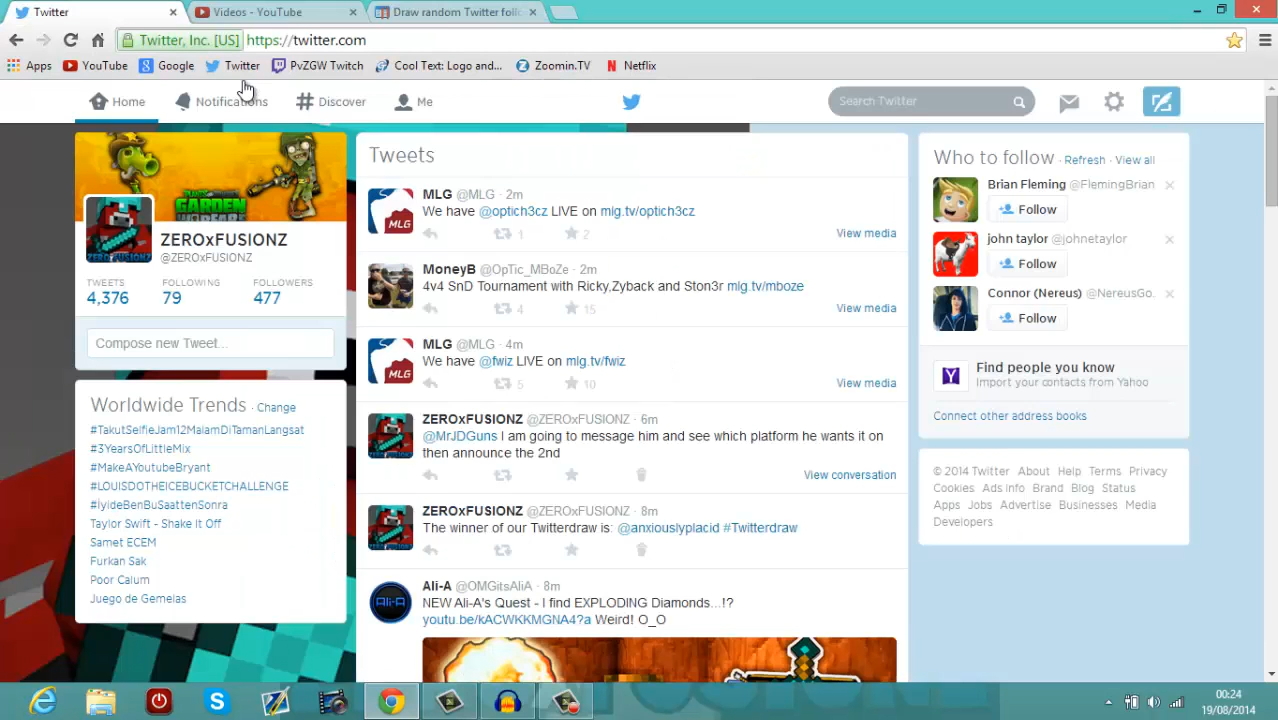 Twitter
Videos - YouTube
Draw random Twitter foll
Twitter, Inc. [US]
https://twitter.com
Apps
YouTube
Google
Twitter
PvZGW Twitch
Cool Text: Logo and...
Zoomin.TV
Netflix
Home
Notifications
Discover
Me
Search Twitter
GARDEN
WARFARE
ZERO FUSIONZ
ZEROxFUSIONZ
@ZEROxFUSIONZ
TWEETS
4,376
FOLLOWING
79
FOLLOWERS
477
Compose new Tweet...
Worldwide Trends · Change
#TakutSelfieJam12MalamDiTamanLangsat
#3YearsOfLittleMix
#MakeAYoutubeBryant
#LOUISDOTHEICEBUCKETCHALLENGE
#IyideBenBuSaattenSonra
Taylor Swift - Shake It Off
Samet ECEM
Furkan Sak
Poor Calum
Juego de Gemelas
Tweets
MLG @MLG · 2m
We have @optich3cz LIVE on mlg.tv/optich3cz
1
2
View media
MoneyB @OpTic_MBoZe · 2m
4v4 SnD Tournament with Ricky,Zyback and Ston3r mlg.tv/mboze
4
15
View media
MLG @MLG · 4m
We have @fwiz LIVE on mlg.tv/fwiz
5
10
View media
ZEROxFUSIONZ @ZEROxFUSIONZ · 6m
@MrJDGuns I am going to message him and see which platform he wants it on
then announce the 2nd
View conversation
ZEROxFUSIONZ @ZEROxFUSIONZ · 8m
The winner of our Twitterdraw is: @anxiouslyplacid #Twitterdraw
Ali-A
Ali-A @OMGitsAliA · 8m
NEW Ali-A's Quest - I find EXPLODING Diamonds...!?
youtu.be/kACWKKMGNA4?a Weird! O_O
Who to follow · Refresh · View all
Brian Fleming @FlemingBrian
Follow
john taylor @johnetaylor
Follow
Connor (Nereus) @NereusGo.
Follow
Find people you know
Import your contacts from Yahoo
Connect other address books
© 2014 Twitter About Help Terms Privacy
Cookies Ads info Brand Blog Status
Apps Jobs Advertise Businesses Media
Developers
00:24
19/08/2014